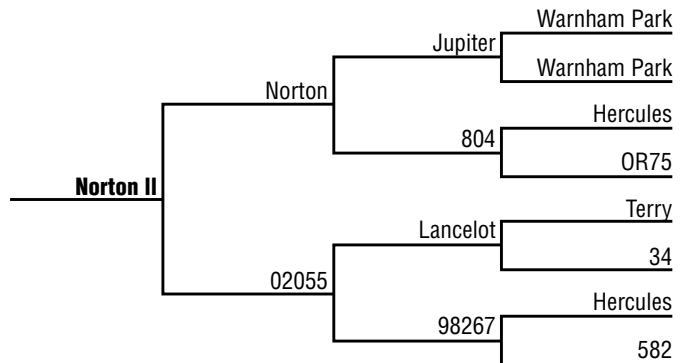 Warnham Park
Jupiter
Warnham Park
Norton
Hercules
804
OR75
Norton II
Terry
Lancelot
34
02055
Hercules
98267
582